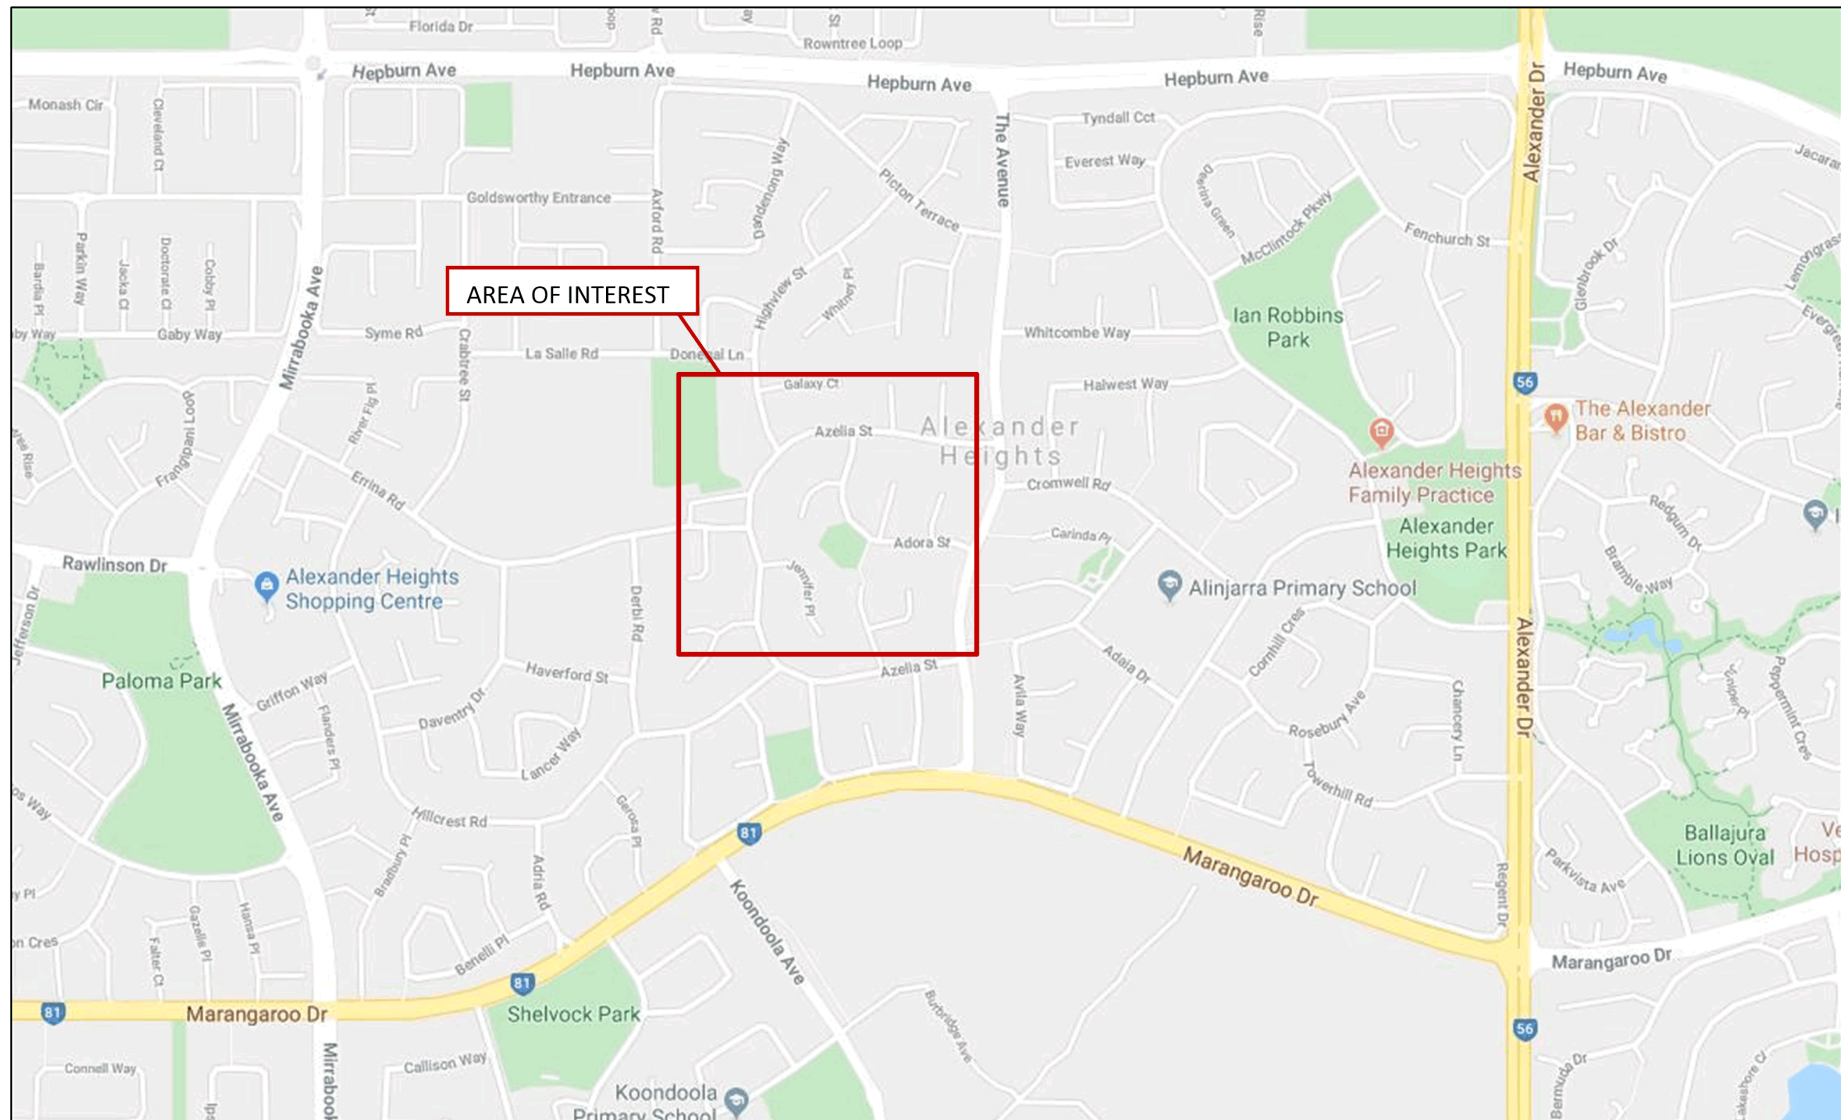 Florida Dr
Rowntree Loop
Rise
Hepburn Ave
Hepburn Ave
Hepburn Ave
Hepburn Ave
Hepburn Ave
Monash Cir
Cleveland Ct
Tyndall Cct
Everest Way
The Avenue
Alexander Dr
Goldsworthy Entrance
Axford Rd
Dandenong Way
Picton Terrace
Deerina Green
McClintock Pkwy
Fenchurch St
Parkin Way
Bardia Pl
Jacka Ct
Doctorate Ct
Cobby Pl
Mirrabooka Ave
AREA OF INTEREST
Highview St
Whitney Pl
Glenbrook Dr
Ian Robbins
Park
Gaby Way
Syme Rd
Crabtree St
La Salle Rd
Whitcombe Way
Galaxy Ct
Halwest Way
56
The Alexander
Bar & Bistro
Frangipani Loop
River Fig Pl
Azelia St
Alexander
Heights
Alexander Heights
Family Practice
Errina Rd
Cromwell Rd
Redgum Dr
Alexander
Heights Park
Carinda Pl
Adora St
Bramble Way
Rawlinson Dr
Alexander Heights
Shopping Centre
Jennifer Pl
Alinjarra Primary School
Jefferson Dr
Derbi Rd
Cornhill Cres
Alexander Dr
Paloma Park
Griffon Way
Haverford St
Azelia St
Adaia Dr
Avila Way
Chancery Ln
Juniper Pl
Peppermint Cres
Flanders Pl
Daventry Dr
Lancer Way
Rosebury Ave
Mirrabooka Ave
Towerhill Rd
Hillcrest Rd
Gerosa Pl
81
Ballajura
Lions Oval
Bradbury Pl
Adria Rd
Marangaroo Dr
Regent Dr
Parkvista Ave
Koondoola Ave
Gazelle Pl
Hansa Pl
Falter Ct
Benelli Pl
Marangaroo Dr
81
81
Marangaroo Dr
Shelvock Park
Burbridge Ave
56
Connell Way
Callison Way
Bermuda Dr
Koondoola
Primary School